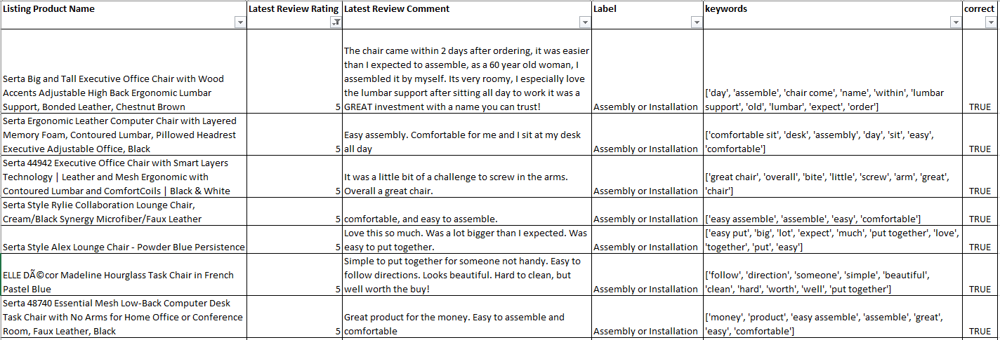 Listing Product Name Latest Review Rating Latest Review Comment Label keywords correct
Serta Big and Tall Executive Office Chair with Wood
Accents Adjustable High Back Ergonomic Lumbar
Support, Bonded Leather, Chestnut Brown
5
The chair came within 2 days after ordering, it was easier
than I expected to assemble, as a 60 year old woman, I
assembled it by myself. Its very roomy, I especially love
the lumbar support after sitting all day to work it was a
GREAT investment with a name you can trust!
Assembly or Installation
['day', 'assemble', 'chair come', 'name', 'within', 'lumbar
support', 'old', 'lumbar', 'expect', 'order']
TRUE
Serta Ergonomic Leather Computer Chair with Layered
Memory Foam, Contoured Lumbar, Pillowed Headrest
Executive Adjustable Office, Black
5
Easy assembly. Comfortable for me and I sit at my desk
all day
Assembly or Installation
['comfortable sit', 'desk', 'assembly', 'day', 'sit', 'easy',
'comfortable']
TRUE
Serta 44942 Executive Office Chair with Smart Layers
Technology | Leather and Mesh Ergonomic with
Contoured Lumbar and ComfortCoils | Black & White
5
It was a little bit of a challenge to screw in the arms.
Overall a great chair.
Assembly or Installation
['great chair', 'overall', 'bite', 'little', 'screw', 'arm', 'great',
'chair']
TRUE
Serta Style Rylie Collaboration Lounge Chair,
Cream/Black Synergy Microfiber/Faux Leather
5
comfortable, and easy to assemble.
Assembly or Installation
['easy assemble', 'assemble', 'easy', 'comfortable']
TRUE
Serta Style Alex Lounge Chair - Powder Blue Persistence
5
Love this so much. Was a lot bigger than I expected. Was
easy to put together.
Assembly or Installation
['easy put', 'big', 'lot', 'expect', 'much', 'put together', 'love',
'together', 'put', 'easy']
TRUE
ELLE DÃ©cor Madeline Hourglass Task Chair in French
Pastel Blue
5
Simple to put together for someone not handy. Easy to
follow directions. Looks beautiful. Hard to clean, but
well worth the buy!
Assembly or Installation
['follow', 'direction', 'someone', 'simple', 'beautiful',
'clean', 'hard', 'worth', 'well', 'put together']
TRUE
Serta 48740 Essential Mesh Low-Back Computer Desk
Task Chair with No Arms for Home Office or Conference
Room, Faux Leather, Black
5
Great product for the money. Easy to assemble and
comfortable
Assembly or Installation
['money', 'product', 'easy assemble', 'assemble', 'great',
'easy', 'comfortable']
TRUE